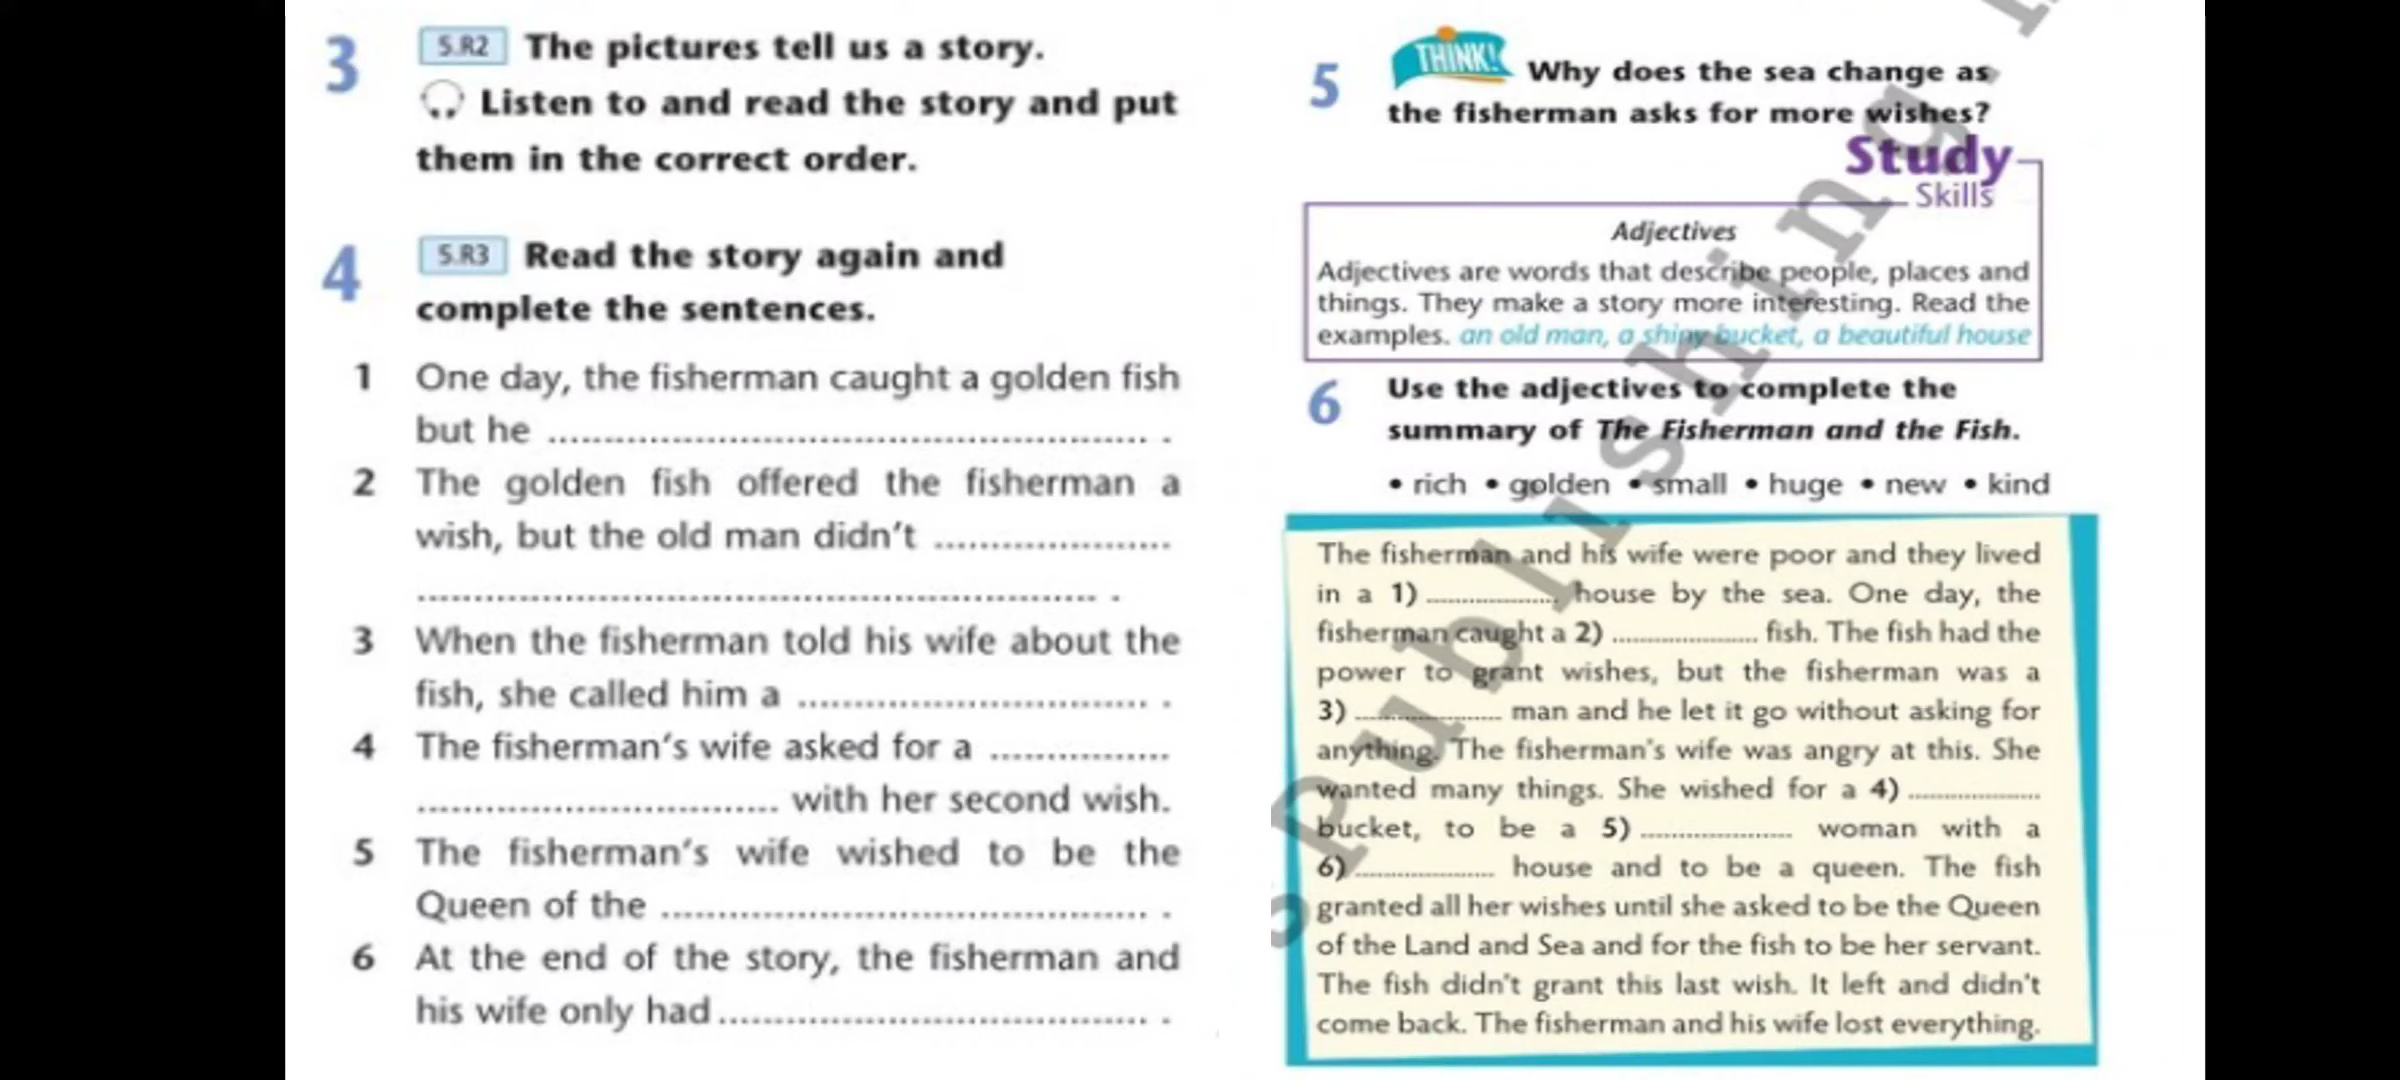 3 5.R2 The pictures tell us a story.
Listen to and read the story and put
them in the correct order.
4 5.R3 Read the story again and
complete the sentences.
1 One day, the fisherman caught a golden fish
but he ........................................ .
2 The golden fish offered the fisherman a
wish, but the old man didn't .....................
............................................................ .
3 When the fisherman told his wife about the
fish, she called him a .............................. .
4 The fisherman's wife asked for a ................
................................ with her second wish.
5 The fisherman's wife wished to be the
Queen of the .......................................... .
6 At the end of the story, the fisherman and
his wife only had ..................................... .
5 THINK! Why does the sea change as
the fisherman asks for more wishes?
Study
Skills
Adjectives
Adjectives are words that describe people, places and
things. They make a story more interesting. Read the
examples. an old man, a shiny bucket, a beautiful house
6 Use the adjectives to complete the
summary of The Fisherman and the Fish.
• rich • golden • small • huge • new • kind
The fisherman and his wife were poor and they lived
in a 1) .................... house by the sea. One day, the
fisherman caught a 2) .................... fish. The fish had the
power to grant wishes, but the fisherman was a
3) .................... man and he let it go without asking for
anything. The fisherman's wife was angry at this. She
wanted many things. She wished for a 4) ....................
bucket, to be a 5) .................... woman with a
6) .................... house and to be a queen. The fish
granted all her wishes until she asked to be the Queen
of the Land and Sea and for the fish to be her servant.
The fish didn't grant this last wish. It left and didn't
come back. The fisherman and his wife lost everything.